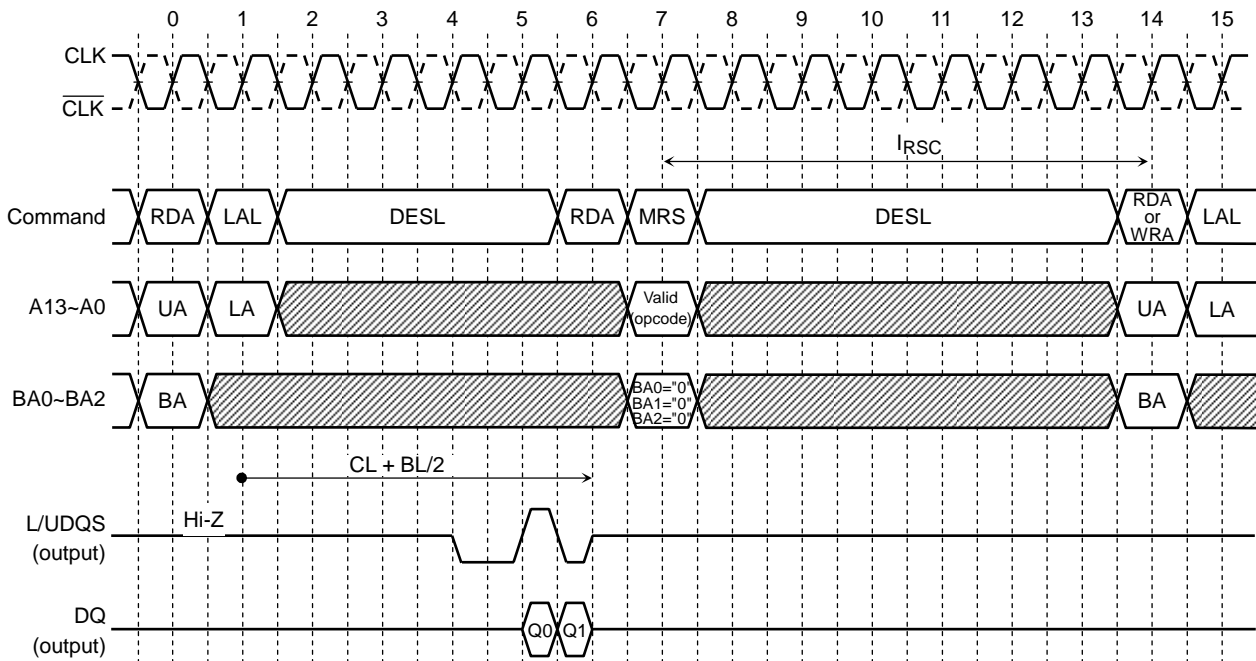 0 1 2 3 4 5 6 7 8 9 10 11 12 13 14 15
CLK
CLK
IRSC
Command RDA LAL DESL RDA MRS DESL RDA or WRA LAL
A13~A0 UA LA Valid (opcode) UA LA
BA0~BA2 BA BA0="0" BA1="0" BA2="0" BA
CL + BL/2
L/UDQS (output) Hi-Z
DQ (output) Q0 Q1